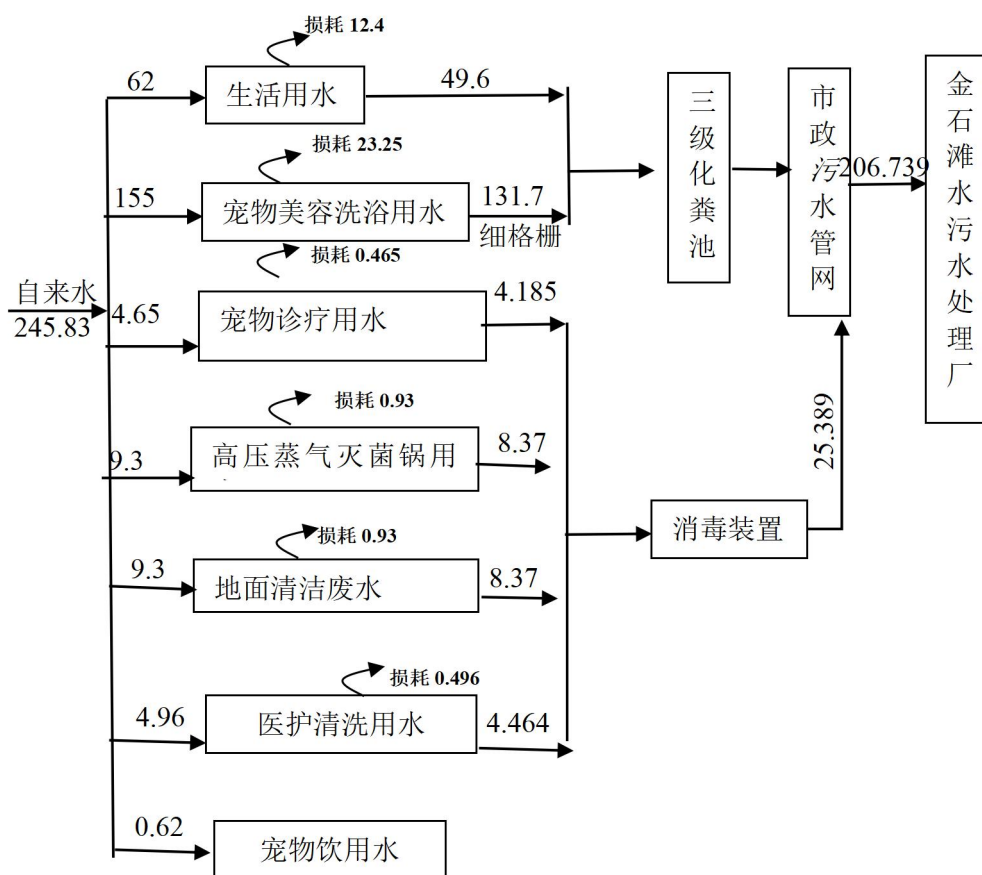 损耗 12.4
62
生活用水
49.6
损耗 23.25
155
宠物美容洗浴用水
131.7
细格栅
损耗 0.465
自来水
245.83
4.65
宠物诊疗用水
4.185
损耗 0.93
9.3
高压蒸气灭菌锅用
8.37
损耗 0.93
9.3
地面清洁废水
8.37
损耗 0.496
4.96
医护清洗用水
4.464
0.62
宠物饮用水
三级化粪池
市政污水管网
206.739
金石滩水污水处理厂
消毒装置
25.389